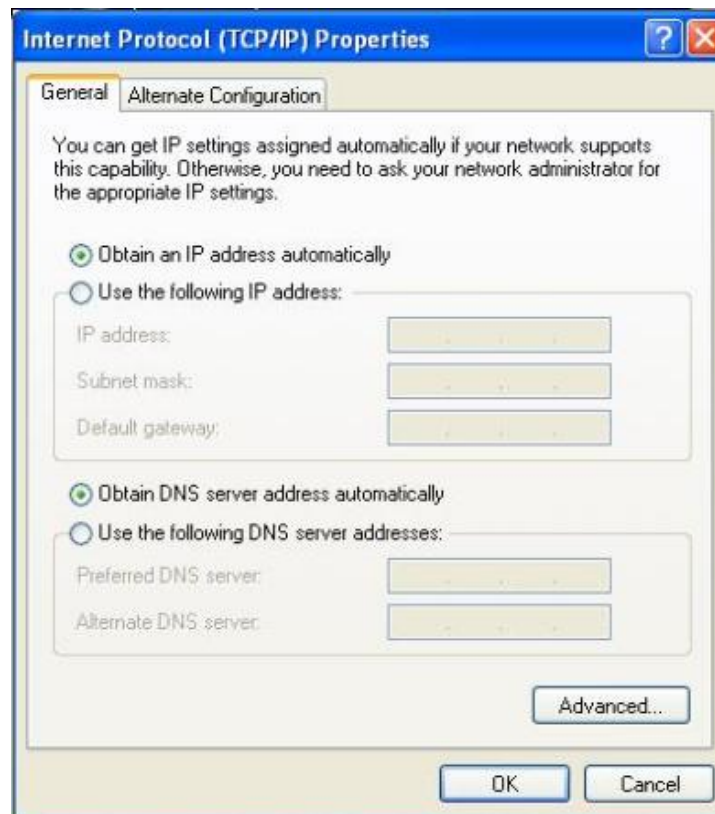 Internet Protocol (TCP/IP) Properties
?
General
Alternate Configuration
You can get IP settings assigned automatically if your network supports
this capability. Otherwise, you need to ask your network administrator for
the appropriate IP settings.
Obtain an IP address automatically
Use the following IP address:
IP address:
Subnet mask:
Default gateway:
Obtain DNS server address automatically
Use the following DNS server addresses:
Preferred DNS server:
Alternate DNS server:
Advanced...
OK
Cancel